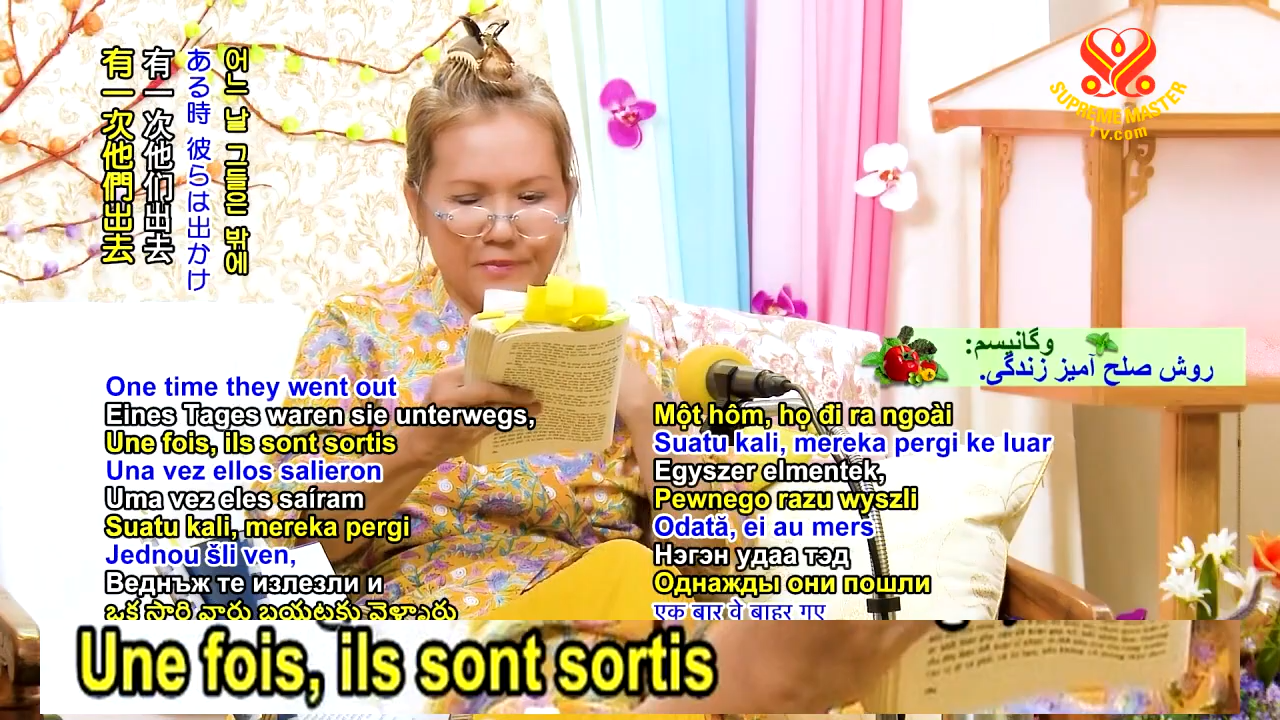 有一次他們出去
有一次他们出去
ある時 彼らは出かけ
어느 날 그들은 밖에
SUPREME MASTER
TV.com
وگانیسم:
روش صلح آمیز زندگی.
One time they went out
Eines Tages waren sie unterwegs,
Une fois, ils sont sortis
Una vez ellos salieron
Uma vez eles saíram
Suatu kali, mereka pergi
Jednou šli ven,
Веднъж те излезли и
ఒక సారి వారు బయటకు వెళ్ళారు
Một hôm, họ đi ra ngoài
Suatu kali, mereka pergi ke luar
Egyszer elmentek,
Pewnego razu wyszli
Odată, ei au mers
Нэгэн удаа тэд
Однажды они пошли
एक बार वे बाहर गए
Une fois, ils sont sortis